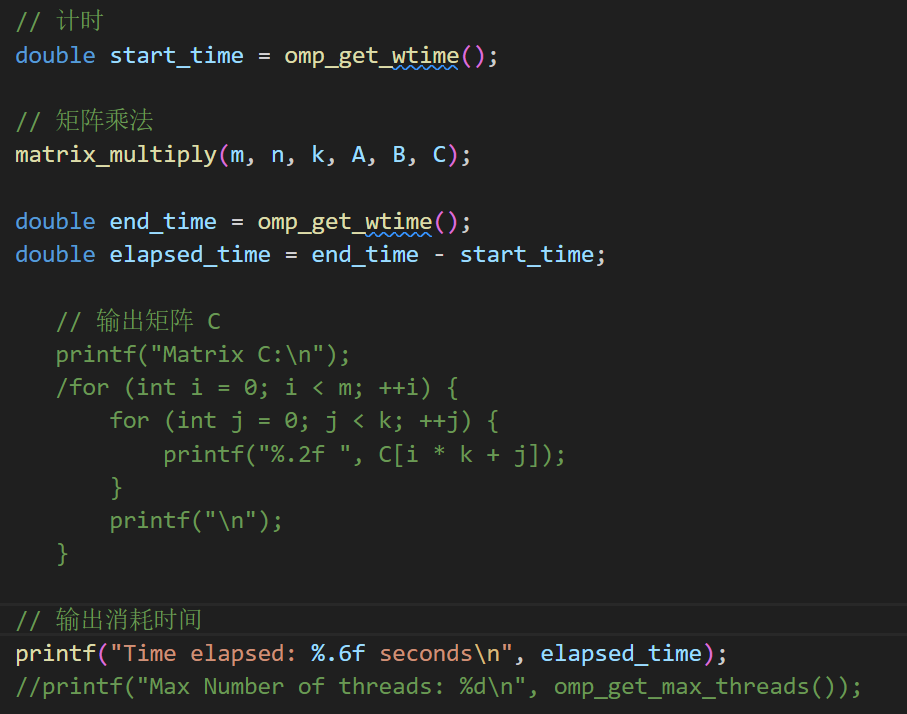 // 计时
double start_time = omp_get_wtime();
// 矩阵乘法
matrix_multiply(m, n, k, A, B, C);
double end_time = omp_get_wtime();
double elapsed_time = end_time - start_time;
// 输出矩阵 C
printf("Matrix C:\n");
/for (int i = 0; i < m; ++i) {
for (int j = 0; j < k; ++j) {
printf("%.2f ", C[i * k + j]);
}
printf("\n");
}
// 输出消耗时间
printf("Time elapsed: %.6f seconds\n", elapsed_time);
//printf("Max Number of threads: %d\n", omp_get_max_threads());